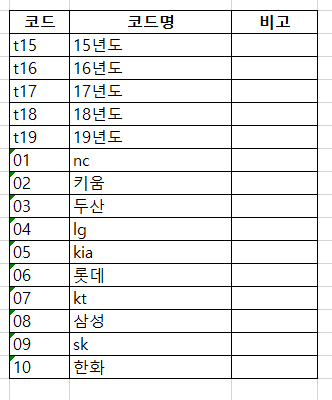 코드 코드명 비고
t15 15년도
t16 16년도
t17 17년도
t18 18년도
t19 19년도
01 nc
02 키움
03 두산
04 lg
05 kia
06 롯데
07 kt
08 삼성
09 sk
10 한화